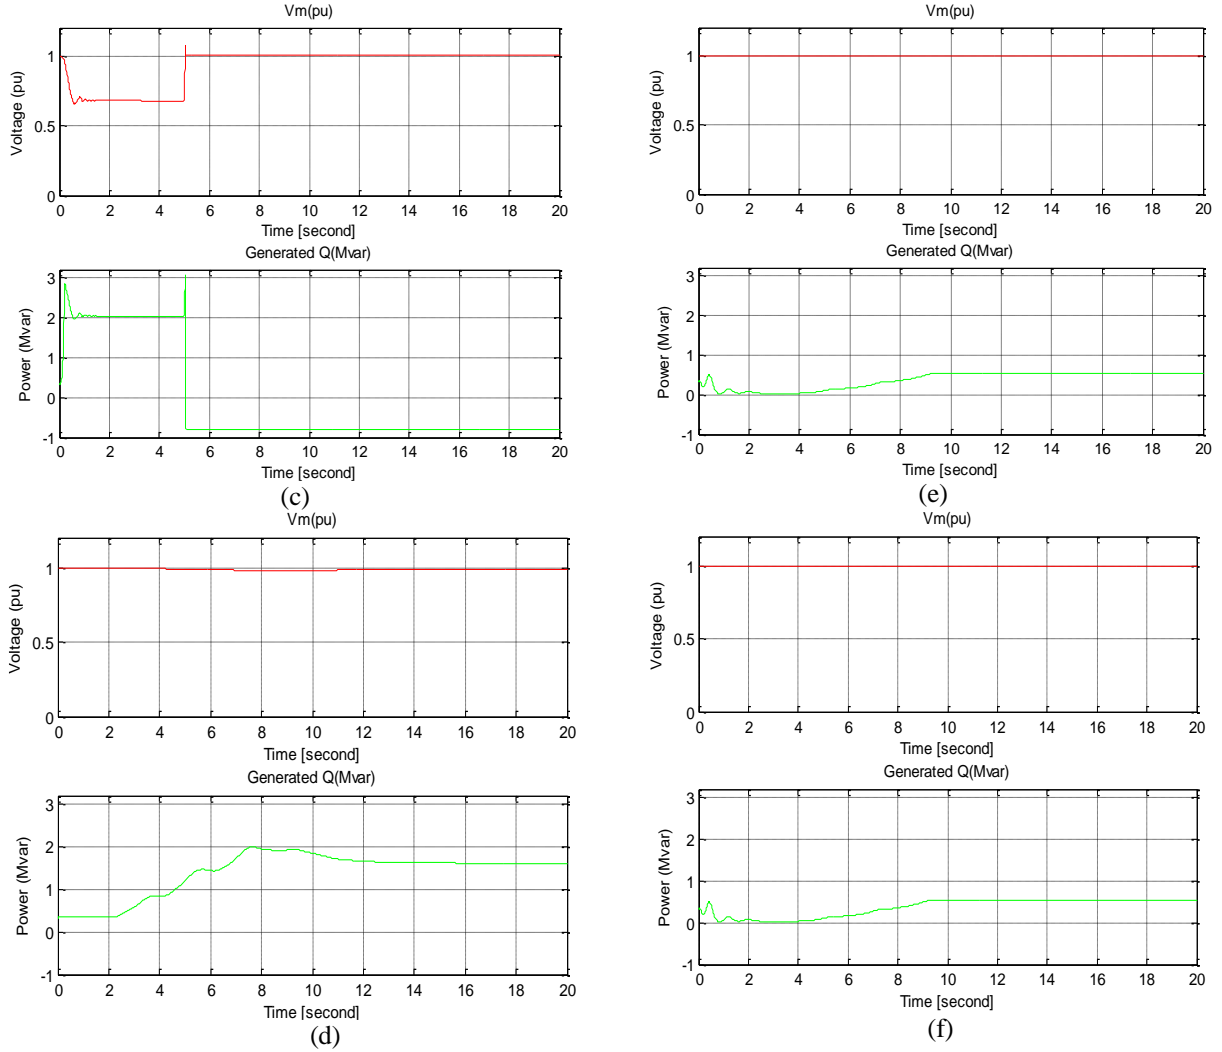 Vm(pu)
Voltage (pu)
1
0.5
0
0 2 4 6 8 10 12 14 16 18 20
Time [second]
Generated Q(Mvar)
Power (Mvar)
3
2
1
0
-1
0 2 4 6 8 10 12 14 16 18 20
Time [second]
(c)
Vm(pu)
Voltage (pu)
1
0.5
0
0 2 4 6 8 10 12 14 16 18 20
Time [second]
Generated Q(Mvar)
Power (Mvar)
3
2
1
0
-1
0 2 4 6 8 10 12 14 16 18 20
Time [second]
(e)
Vm(pu)
Voltage (pu)
1
0.5
0
0 2 4 6 8 10 12 14 16 18 20
Time [second]
Generated Q(Mvar)
Power (Mvar)
3
2
1
0
-1
0 2 4 6 8 10 12 14 16 18 20
Time [second]
(d)
Vm(pu)
Voltage (pu)
1
0.5
0
0 2 4 6 8 10 12 14 16 18 20
Time [second]
Generated Q(Mvar)
Power (Mvar)
3
2
1
0
-1
0 2 4 6 8 10 12 14 16 18 20
Time [second]
(f)